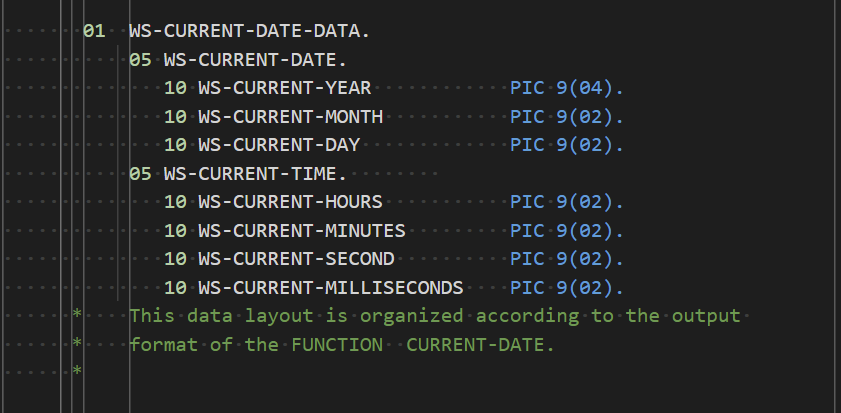 01 WS-CURRENT-DATE-DATA.
05 WS-CURRENT-DATE.
10 WS-CURRENT-YEAR PIC 9(04).
10 WS-CURRENT-MONTH PIC 9(02).
10 WS-CURRENT-DAY PIC 9(02).
05 WS-CURRENT-TIME.
10 WS-CURRENT-HOURS PIC 9(02).
10 WS-CURRENT-MINUTES PIC 9(02).
10 WS-CURRENT-SECOND PIC 9(02).
10 WS-CURRENT-MILLISECONDS PIC 9(02).
* This data layout is organized according to the output
* format of the FUNCTION CURRENT-DATE.
*